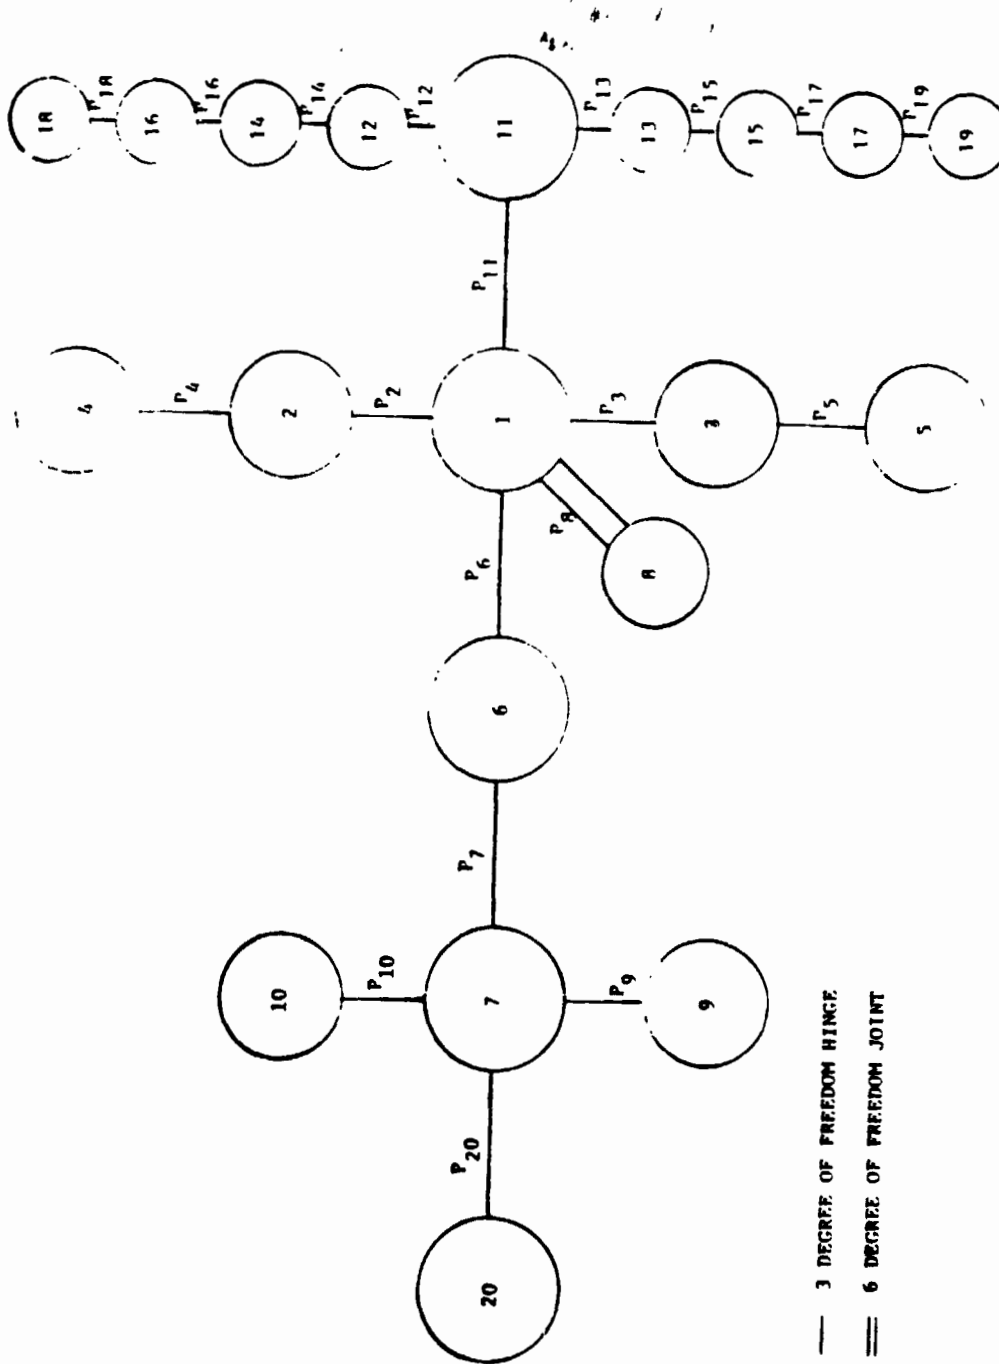 18
4
P18
16
P4
P16
10
2
14
P14
P10
P2
12
P12
P20
P7
P6
P11
20
7
6
1
11
P8
P9
P3
P13
8
13
9
3
P15
15
P5
P17
— 3 DEGREE OF FREEDOM HINGE
17
= 6 DEGREE OF FREEDOM JOINT
P19
5
19